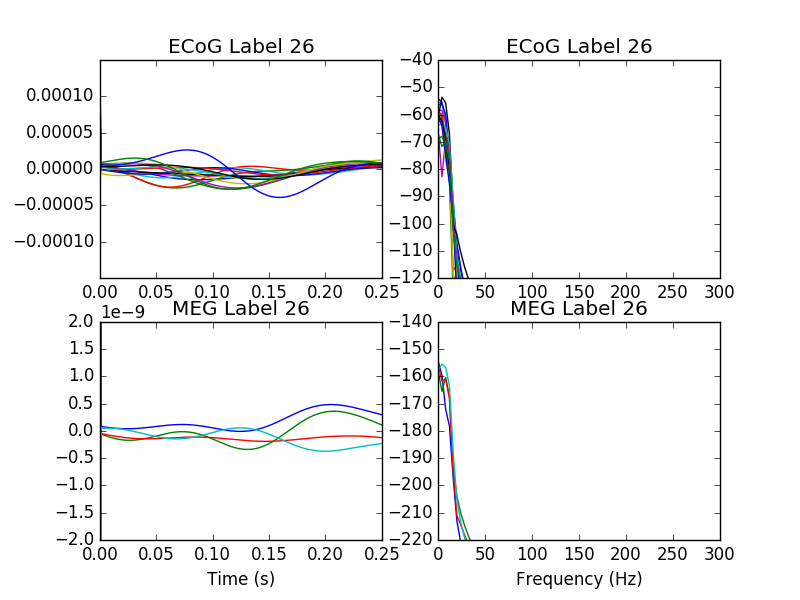 ECoG Label 26
0.00010
0.00005
0.00000
−0.00005
−0.00010
0.00 0.05 0.10 0.15 0.20 0.25
ECoG Label 26
−40
−50
−60
−70
−80
−90
−100
−110
−120
0 50 100 150 200 250 300
1e−9
MEG Label 26
2.0
1.5
1.0
0.5
0.0
−0.5
−1.0
−1.5
−2.0
0.00 0.05 0.10 0.15 0.20 0.25
Time (s)
MEG Label 26
−140
−150
−160
−170
−180
−190
−200
−210
−220
0 50 100 150 200 250 300
Frequency (Hz)